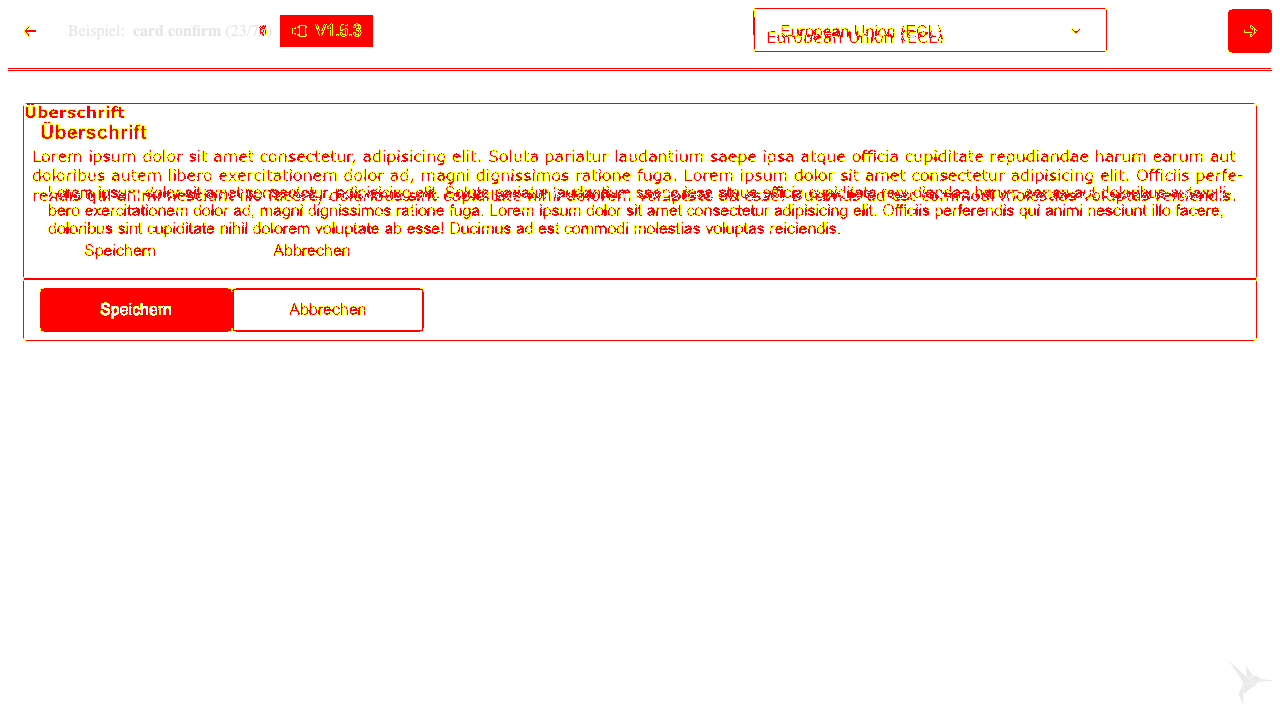 Beispiel: card confirm (23/7)
V1.5.3
European Union (ECL)
European Union (ECL)
Überschrift
Überschrift
Lorem ipsum dolor sit amet consectetur, adipisicing elit. Soluta pariatur laudantium saepe ipsa atque officia cupiditate repudiandae harum earum aut
doloribus autem libero exercitationem dolor ad, magni dignissimos ratione fuga. Lorem ipsum dolor sit amet consectetur adipisicing elit. Officiis perfe-
rendis qui animi nesciunt illo facere, doloribus sint cupiditate nihil dolorem voluptate ab esse! Ducimus ad est commodi molestias voluptas reiciendis.
Lorem ipsum dolor sit amet consectetur, adipisicing elit. Soluta pariatur laudantium saepe ipsa atque officia cupiditate repudiandae harum earum aut doloribus autem li-
bero exercitationem dolor ad, magni dignissimos ratione fuga. Lorem ipsum dolor sit amet consectetur adipisicing elit. Officiis perferendis qui animi nesciunt illo facere,
doloribus sint cupiditate nihil dolorem voluptate ab esse! Ducimus ad est commodi molestias voluptas reiciendis.
Speichern Abbrechen
Speichern Abbrechen